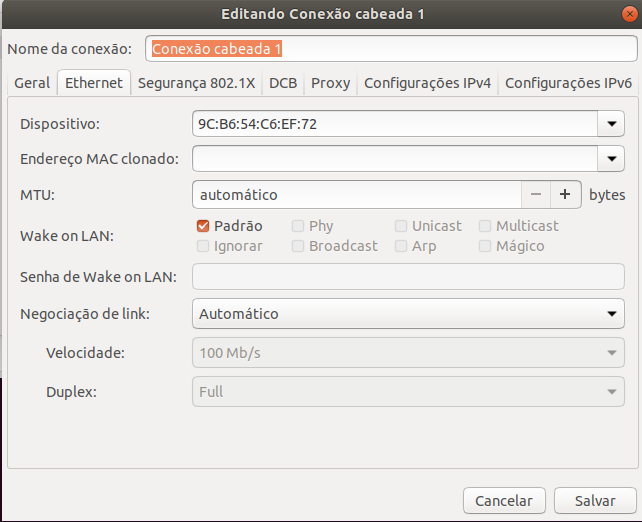 Editando Conexão cabeada 1
Nome da conexão: Conexão cabeada 1
Geral Ethernet Segurança 802.1X DCB Proxy Configurações IPv4 Configurações IPv6
Dispositivo: 9C:B6:54:C6:EF:72
Endereço MAC clonado:
MTU: automático − + bytes
Wake on LAN: Padrão Phy Unicast Multicast
Ignorar Broadcast Arp Mágico
Senha de Wake on LAN:
Negociação de link: Automático
Velocidade: 100 Mb/s
Duplex: Full
Cancelar Salvar